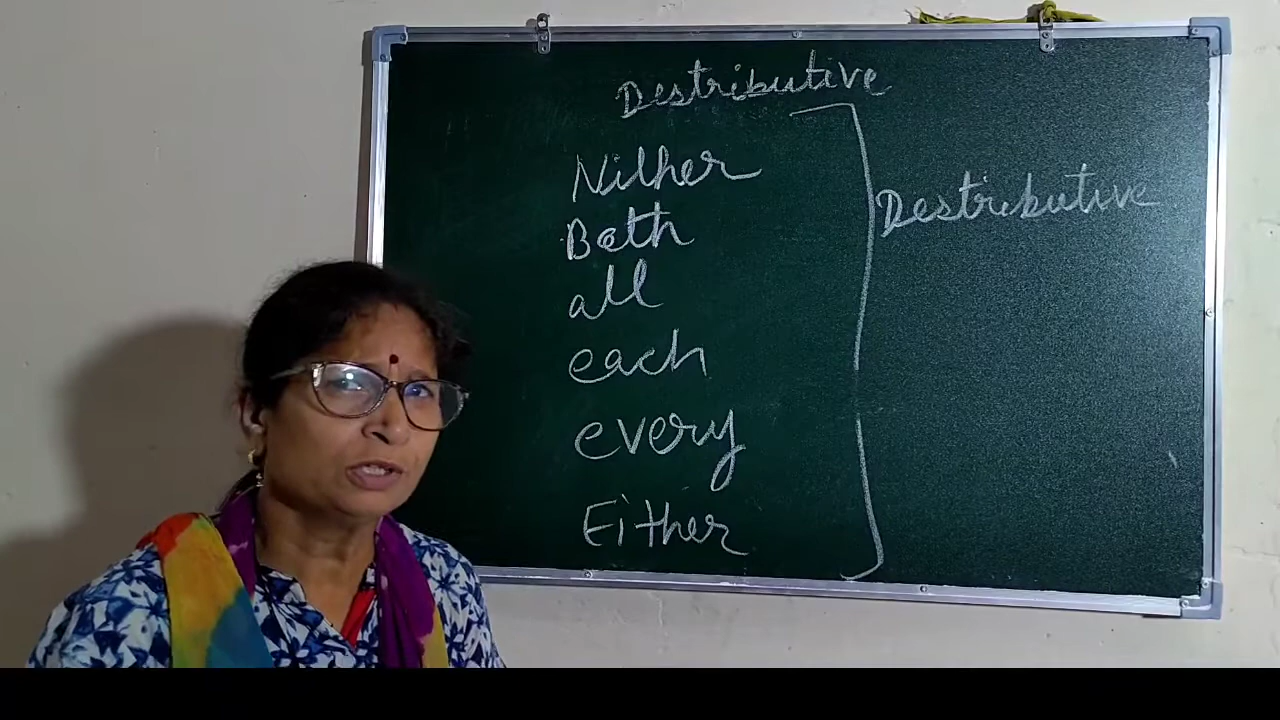 Destributive
Nither
Both
all
each
every
Either
Destributive